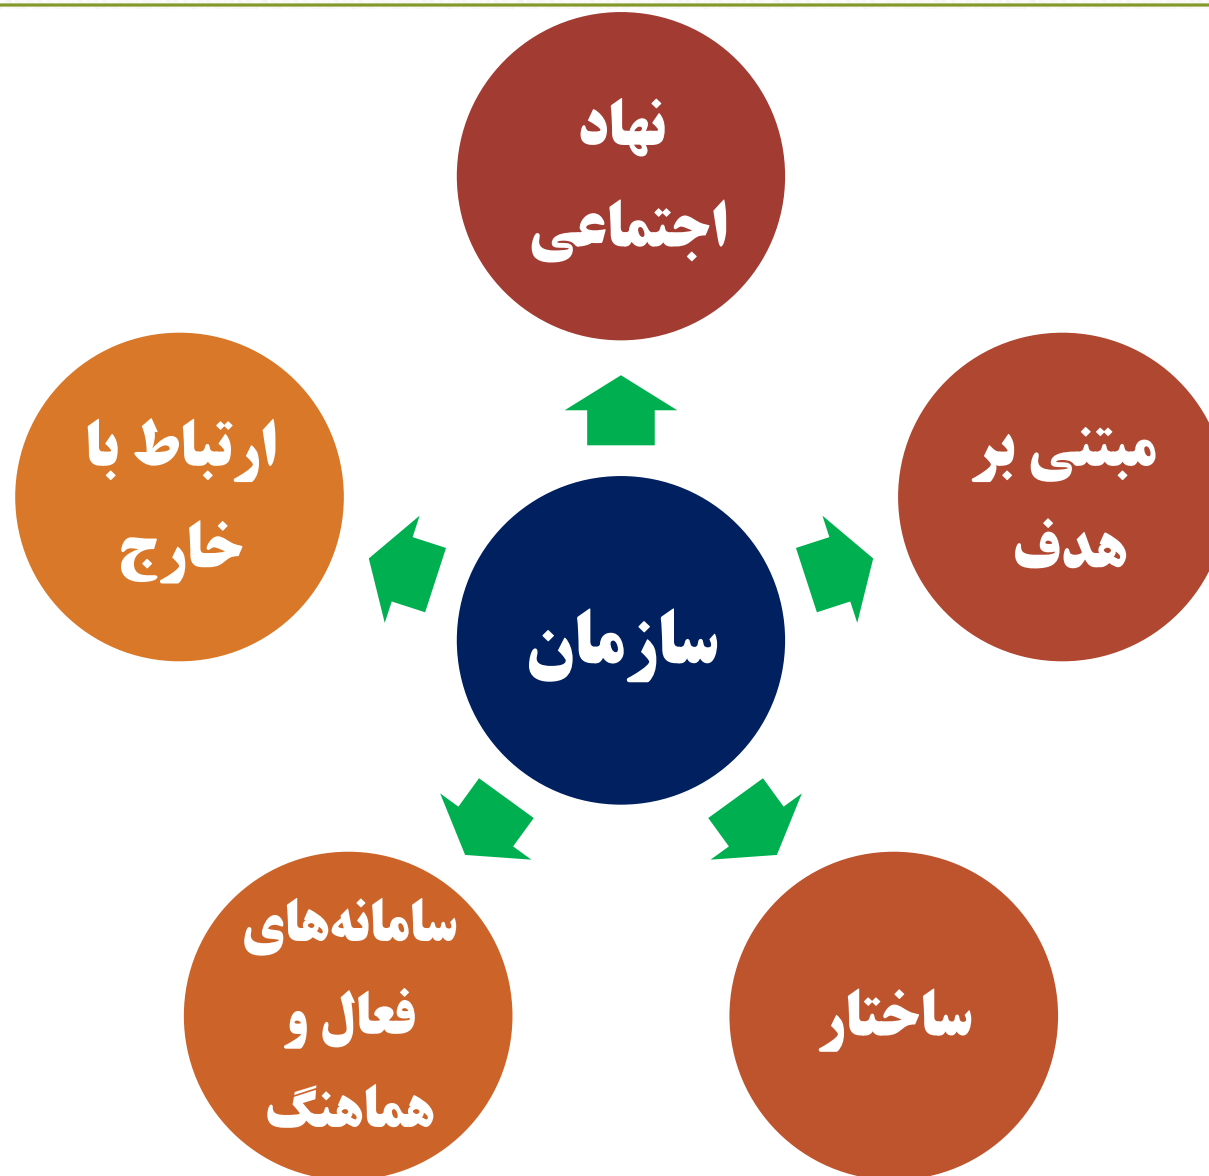 نهاد
اجتماعی
مبتنی بر
هدف
ارتباط با
خارج
سازمان
ساختار
سامانه‌های
فعال و
هماهنگ